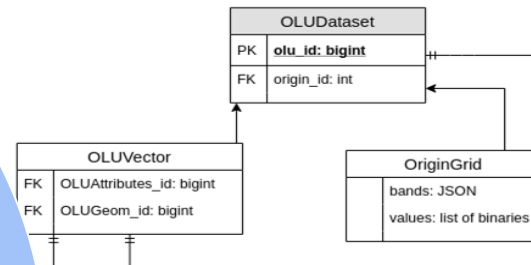 OLUDataset
PK olu_id: bigint
FK origin_id: int
OLUVector
FK OLUAttributes_id: bigint
FK OLUGeom_id: bigint
OriginGrid
bands: JSON
values: list of binaries